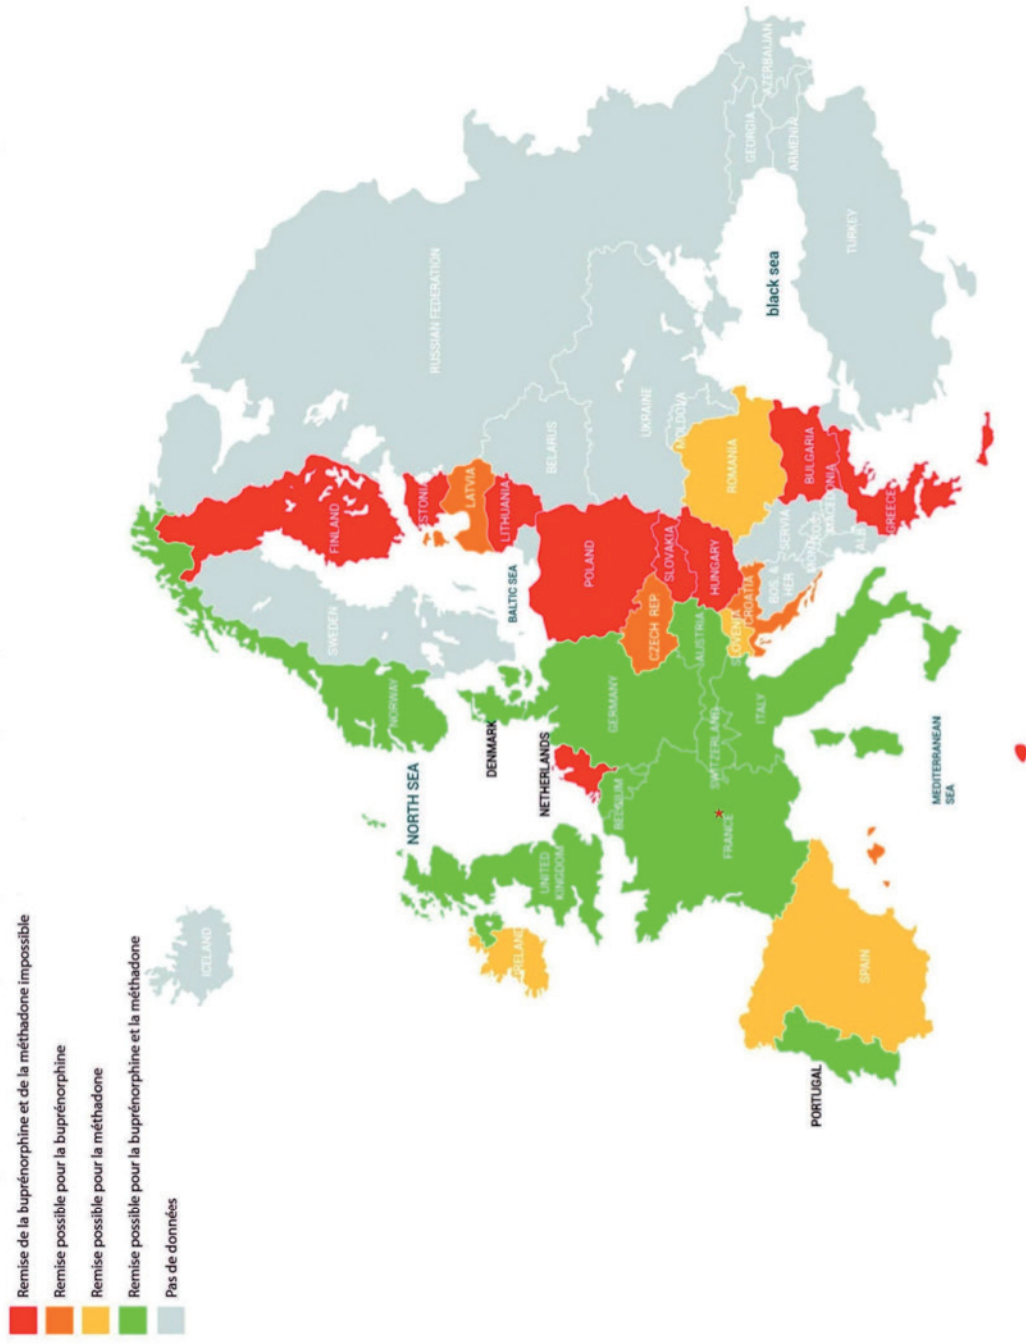 Remise de la buprénorphine et de la méthadone impossible
Remise possible pour la buprénorphine
Remise possible pour la méthadone
Remise possible pour la buprénorphine et la méthadone
Pas de données
ICELAND
NORWAY
SWEDEN
FINLAND
RUSSIAN FEDERATION
NORTH SEA
DENMARK
BALTIC SEA
ESTONIA
LATVIA
LITHUANIA
BELARUS
UNITED
KINGDOM
IRELAND
NETHERLANDS
BELGIUM
GERMANY
POLAND
CZECH REP
SLOVAKIA
UKRAINE
MOLDOVA
FRANCE
SWITZERLAND
AUSTRIA
HUNGARY
ROMANIA
SLOVENIA
CROATIA
BOS. &
HER
SERVIA
BULGARIA
MACEDONIA
ALB
GREECE
ITALY
PORTUGAL
SPAIN
MEDITERRANEAN
SEA
black sea
GEORGIA
AZERBAIJAN
ARMENIA
TURKEY